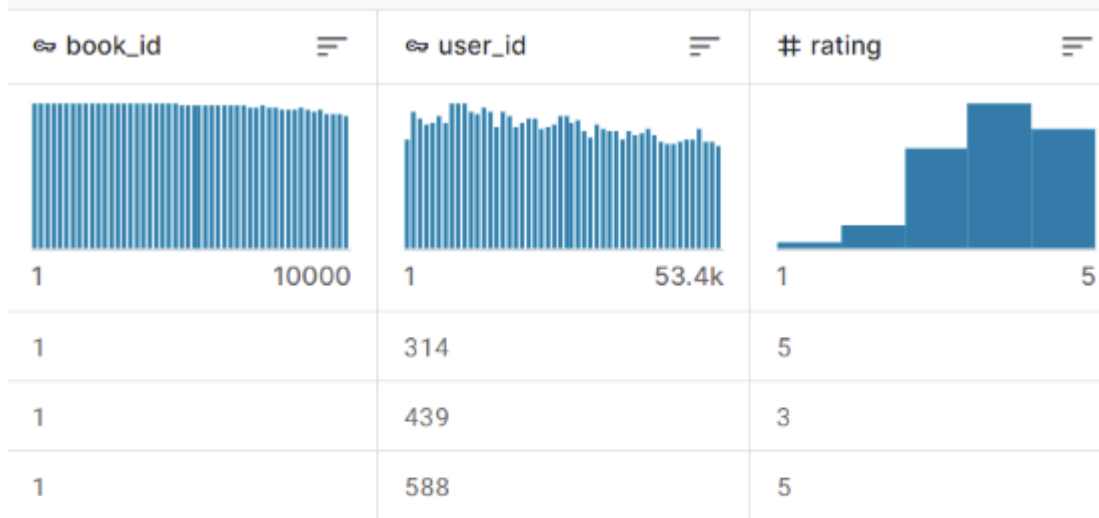 book_id user_id # rating
1 10000 1 53.4k 1 5
1 314 5
1 439 3
1 588 5